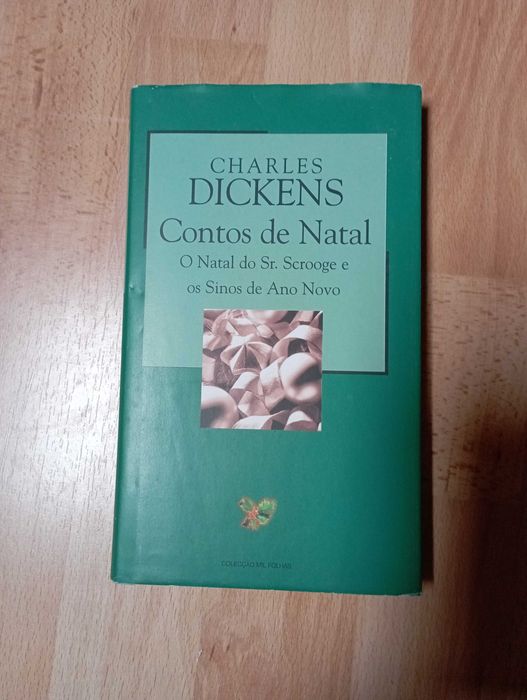 CHARLES
DICKENS
Contos de Natal
O Natal do Sr. Scrooge e
os Sinos de Ano Novo
COLECÇÃO MIL FOLHAS